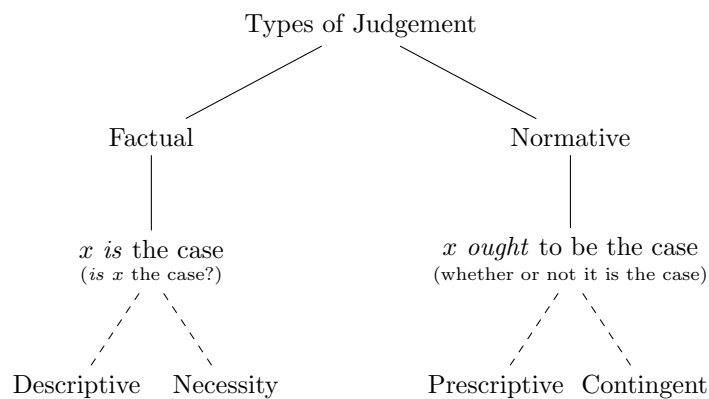 Types of Judgement
Factual
Normative
x is the case
(is x the case?)
x ought to be the case
(whether or not it is the case)
Descriptive
Necessity
Prescriptive
Contingent